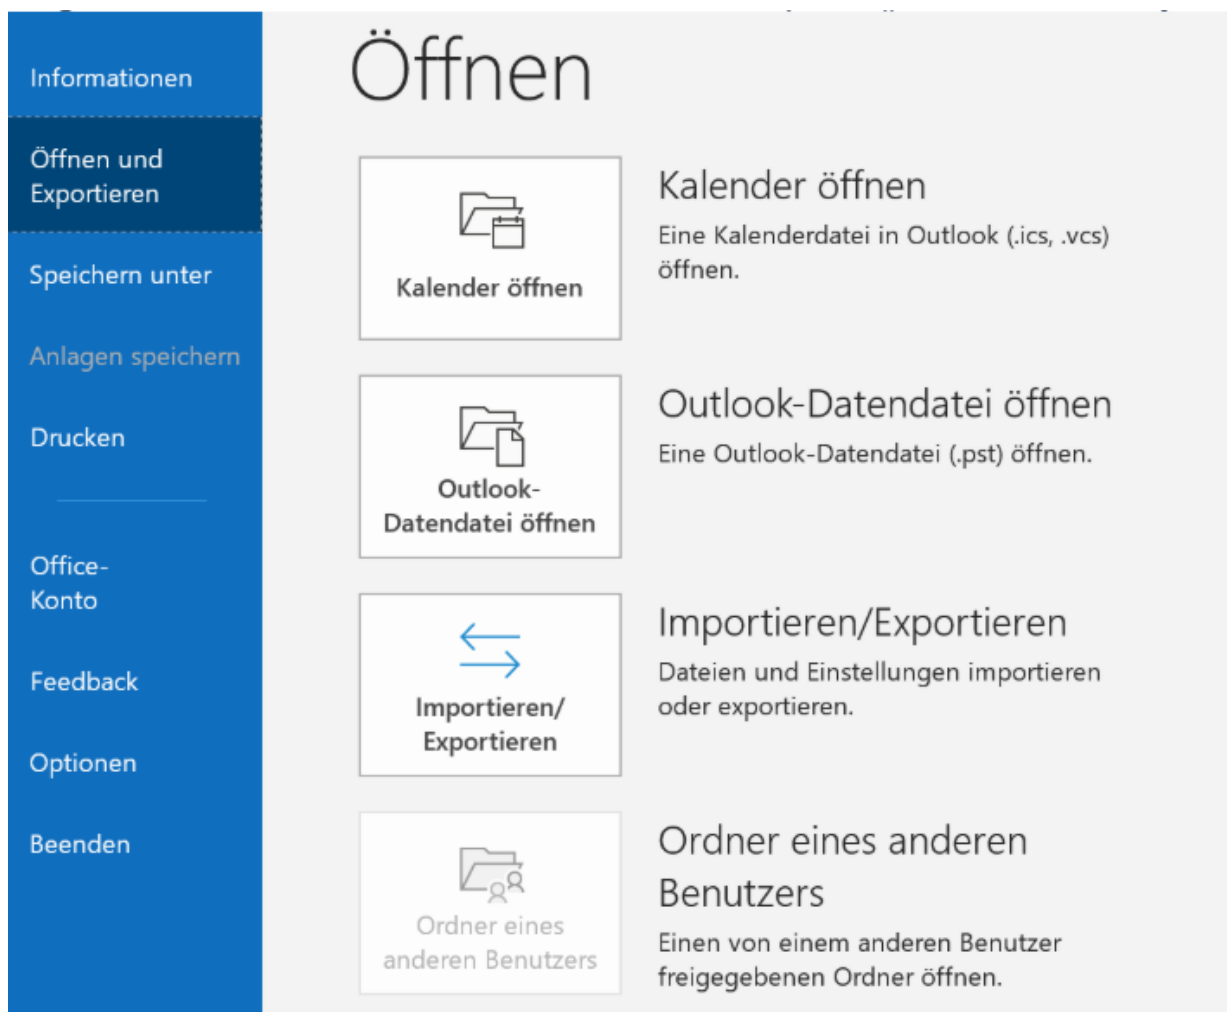 Informationen
Öffnen und
Exportieren
Speichern unter
Anlagen speichern
Drucken
Office-
Konto
Feedback
Optionen
Beenden
Öffnen
Kalender öffnen
Kalender öffnen
Eine Kalenderdatei in Outlook (.ics, .vcs)
öffnen.
Outlook-
Datendatei öffnen
Outlook-Datendatei öffnen
Eine Outlook-Datendatei (.pst) öffnen.
Importieren/
Exportieren
Importieren/Exportieren
Dateien und Einstellungen importieren
oder exportieren.
Ordner eines
anderen Benutzers
Ordner eines anderen
Benutzers
Einen von einem anderen Benutzer
freigegebenen Ordner öffnen.